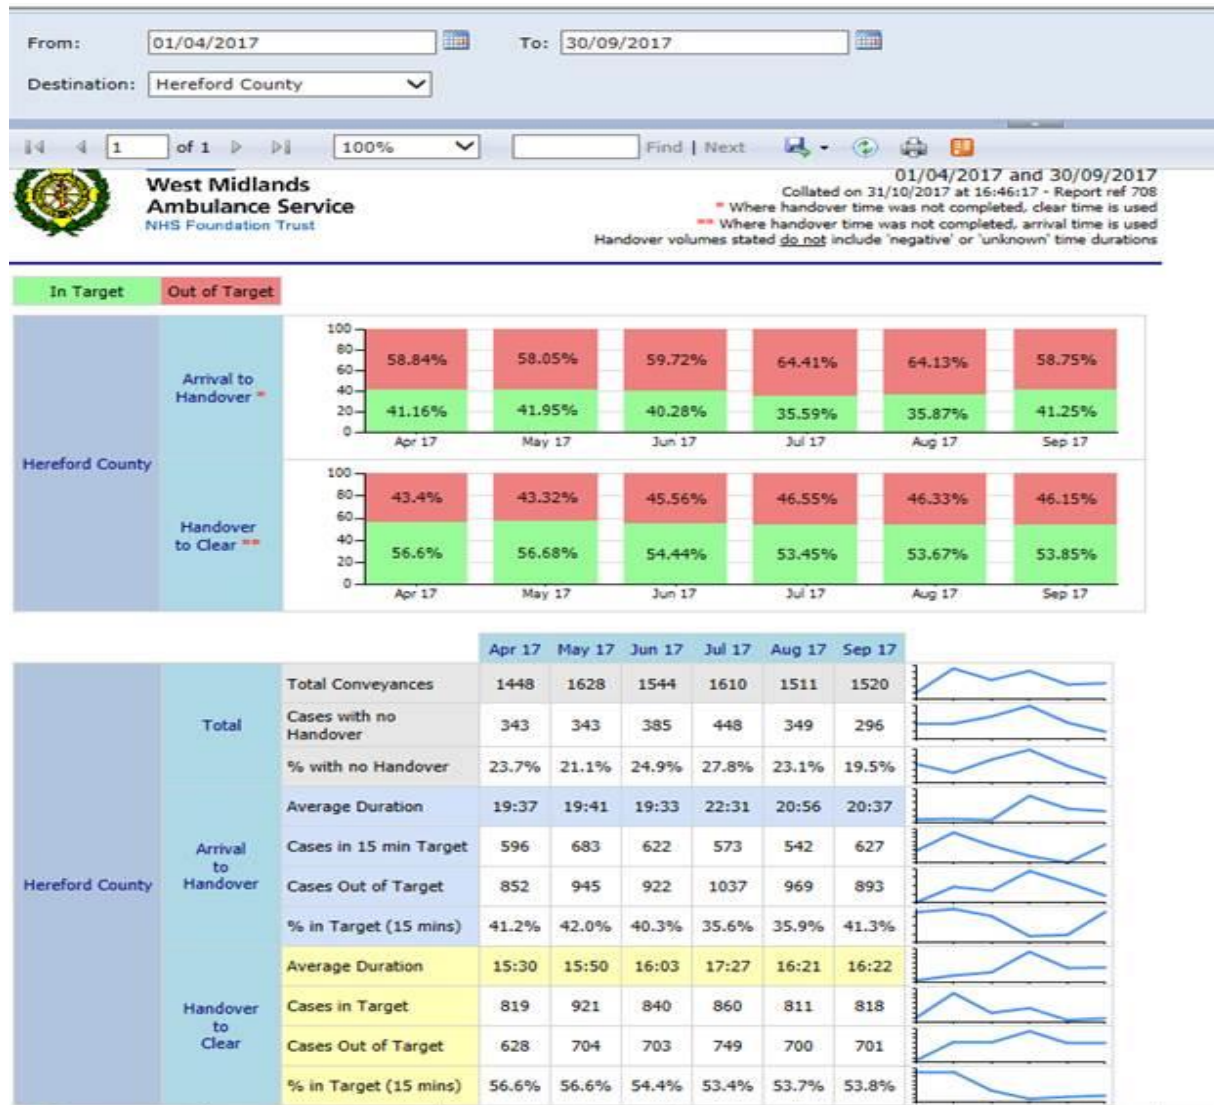 From: 01/04/2017 To: 30/09/2017
Destination: Hereford County
1 of 1 100% Find | Next
West Midlands
Ambulance Service
NHS Foundation Trust
01/04/2017 and 30/09/2017
Collated on 31/10/2017 at 16:46:17 - Report ref 708
* Where handover time was not completed, clear time is used
** Where handover time was not completed, arrival time is used
Handover volumes stated do not include 'negative' or 'unknown' time durations
In Target Out of Target
Hereford County
Arrival to
Handover *
100
80
60
40
20
0
58.84% 58.05% 59.72% 64.41% 64.13% 58.75%
41.16% 41.95% 40.28% 35.59% 35.87% 41.25%
Apr 17 May 17 Jun 17 Jul 17 Aug 17 Sep 17
Handover
to Clear **
100
80
60
40
20
0
43.4% 43.32% 45.56% 46.55% 46.33% 46.15%
56.6% 56.68% 54.44% 53.45% 53.67% 53.85%
Apr 17 May 17 Jun 17 Jul 17 Aug 17 Sep 17
Apr 17 May 17 Jun 17 Jul 17 Aug 17 Sep 17
Hereford County
Total
Total Conveyances 1448 1628 1544 1610 1511 1520
Cases with no
Handover 343 343 385 448 349 296
% with no Handover 23.7% 21.1% 24.9% 27.8% 23.1% 19.5%
Arrival
to
Handover
Average Duration 19:37 19:41 19:33 22:31 20:56 20:37
Cases in 15 min Target 596 683 622 573 542 627
Cases Out of Target 852 945 922 1037 969 893
% in Target (15 mins) 41.2% 42.0% 40.3% 35.6% 35.9% 41.3%
Handover
to
Clear
Average Duration 15:30 15:50 16:03 17:27 16:21 16:22
Cases in Target 819 921 840 860 811 818
Cases Out of Target 628 704 703 749 700 701
% in Target (15 mins) 56.6% 56.6% 54.4% 53.4% 53.7% 53.8%